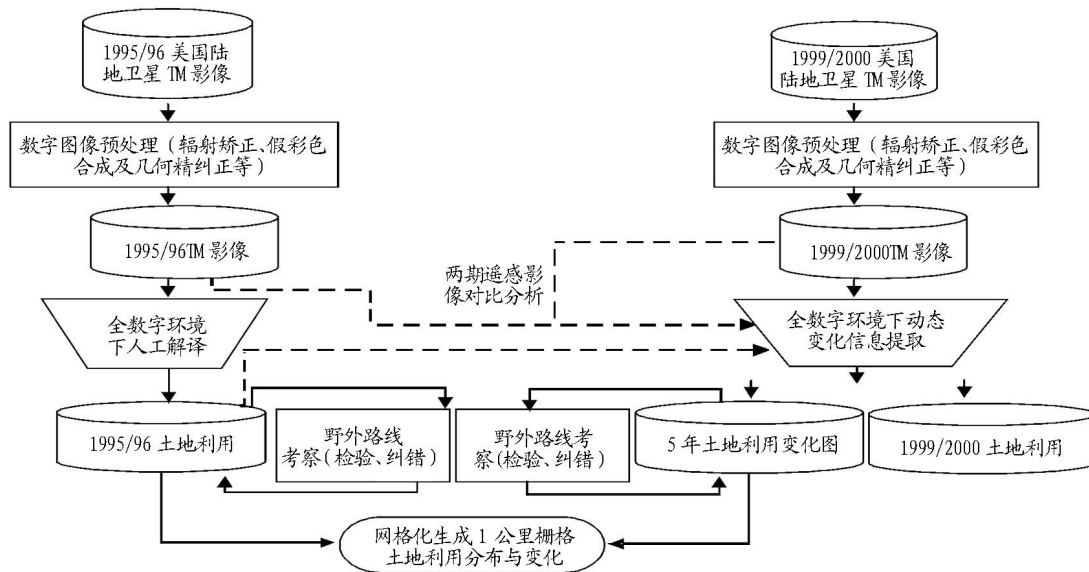 1995/96 美国陆
地卫星 TM 影像
1999/2000 美国
陆地卫星 TM 影像
数字图像预处理（辐射矫正、假彩色
合成及几何精纠正等）
数字图像预处理（辐射矫正、假彩色
合成及几何精纠正等）
1995/96TM 影像
1999/2000TM 影像
两期遥感影
像对比分析
全数字环境
下人工解译
全数字环境下动态
变化信息提取
1995/96 土地利用
野外路线
考察(检验、纠错)
野外路线考
察(检验、纠错)
5 年土地利用变化图
1999/2000 土地利用
网格化生成 1 公里栅格
土地利用分布与变化